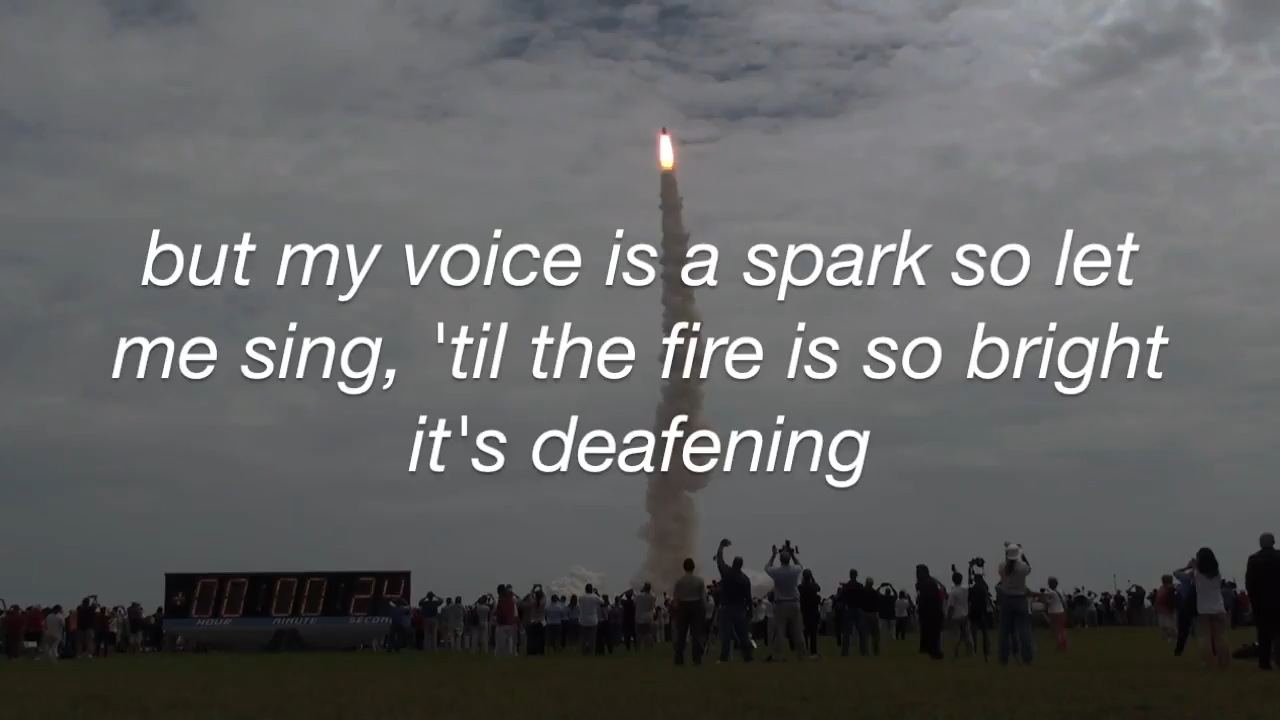 but my voice is a spark so let
me sing, 'til the fire is so bright
it's deafening
+00:00:24
HOUR MINUTE SECOND